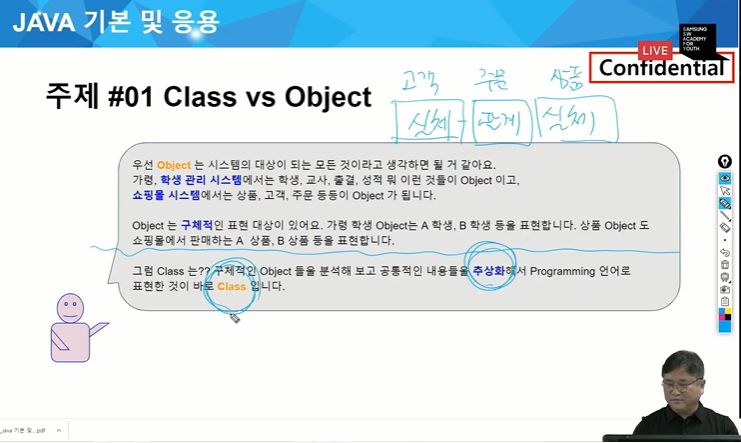 JAVA 기본 및 응용
SAMSUNG
SW
ACADEMY
FOR
YOUTH
LIVE
Confidential
주제 #01 Class vs Object
고객 주문 상품
실체 관계 실체
우선 Object 는 시스템의 대상이 되는 모든 것이라고 생각하면 될 거 같아요.
가령, 학생 관리 시스템에서는 학생, 교사, 출결, 성적 뭐 이런 것들이 Object 이고,
쇼핑몰 시스템에서는 상품, 고객, 주문 등등이 Object 가 됩니다.
Object 는 구체적인 표현 대상이 있어요. 가령 학생 Object는 A 학생, B 학생 등을 표현합니다. 상품 Object 도
쇼핑몰에서 판매하는 A 상품, B 상품 등을 표현합니다.
그럼 Class 는?? 구체적인 Object 들을 분석해 보고 공통적인 내용들을 추상화해서 Programming 언어로
표현한 것이 바로 Class 입니다.
_Java 기본 및....pdf